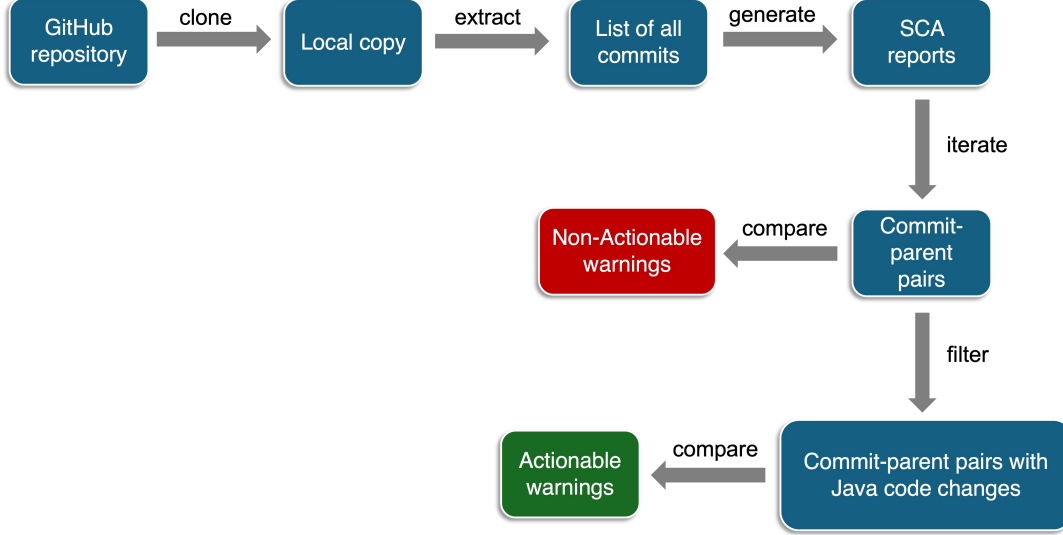 GitHub
repository
clone
Local copy
extract
List of all
commits
generate
SCA
reports
iterate
Commit-
parent
pairs
compare
Non-Actionable
warnings
filter
Commit-parent pairs with
Java code changes
compare
Actionable
warnings